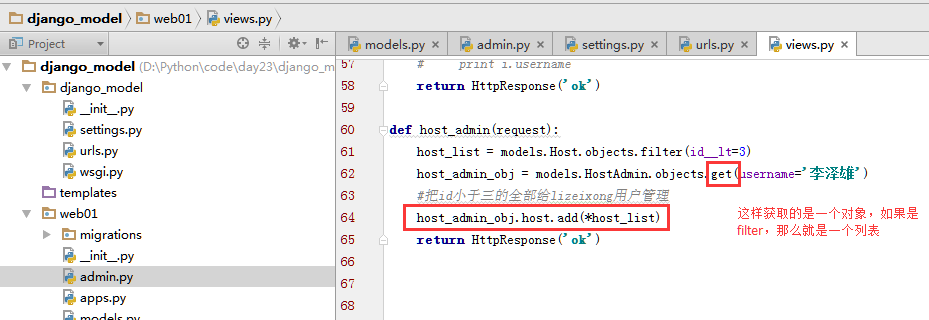 django_model web01 views.py
Project models.py admin.py settings.py urls.py views.py
django_model (D:\Python\code\day23\django_m
django_model
__init__.py
settings.py
urls.py
wsgi.py
templates
web01
migrations
__init__.py
admin.py
apps.py
models.py
57 # print i.username
58 return HttpResponse('ok')
59
60 def host_admin(request):
61 host_list = models.Host.objects.filter(id__lt=3)
62 host_admin_obj = models.HostAdmin.objects.get(username='李泽雄')
63 #把id小于三的全部给lizeixong用户管理
64 host_admin_obj.host.add(*host_list)
65 return HttpResponse('ok')
66
67
68
这样获取的是一个对象，如果是
filter，那么就是一个列表